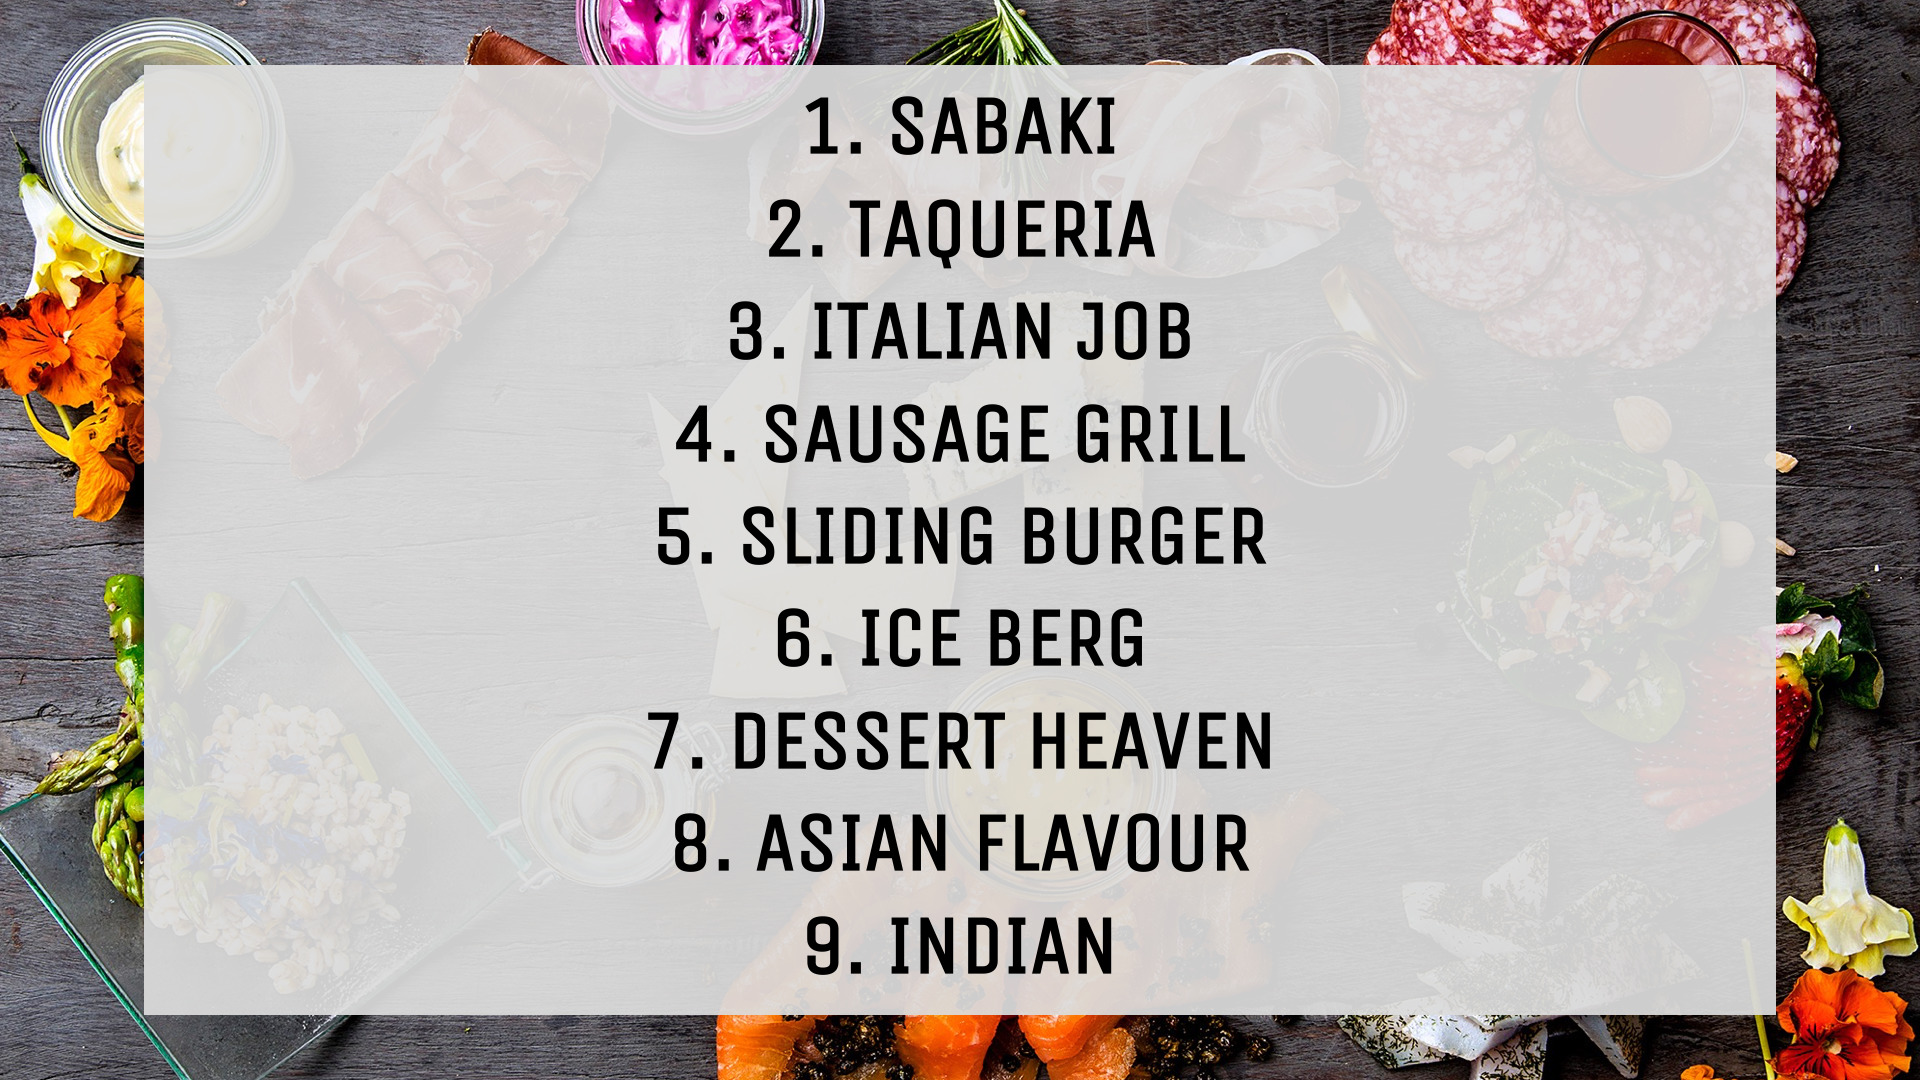 1. SABAKI
2. TAQUERIA
3. ITALIAN JOB
4. SAUSAGE GRILL
5. SLIDING BURGER
6. ICE BERG
7. DESSERT HEAVEN
8. ASIAN FLAVOUR
9. INDIAN